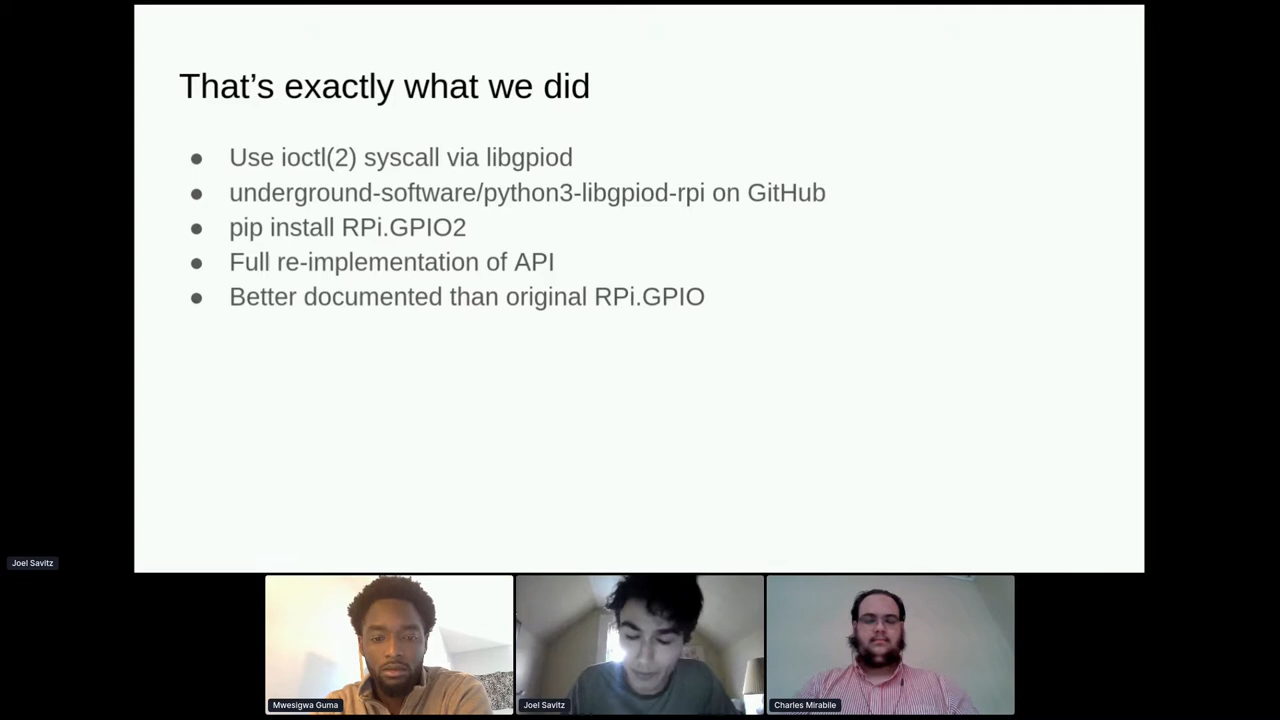 That’s exactly what we did
● Use ioctl(2) syscall via libgpiod
● underground-software/python3-libgpiod-rpi on GitHub
● pip install RPi.GPIO2
● Full re-implementation of API
● Better documented than original RPi.GPIO
Joel Savitz
Mwesigwa Guma
Joel Savitz
Charles Mirabile